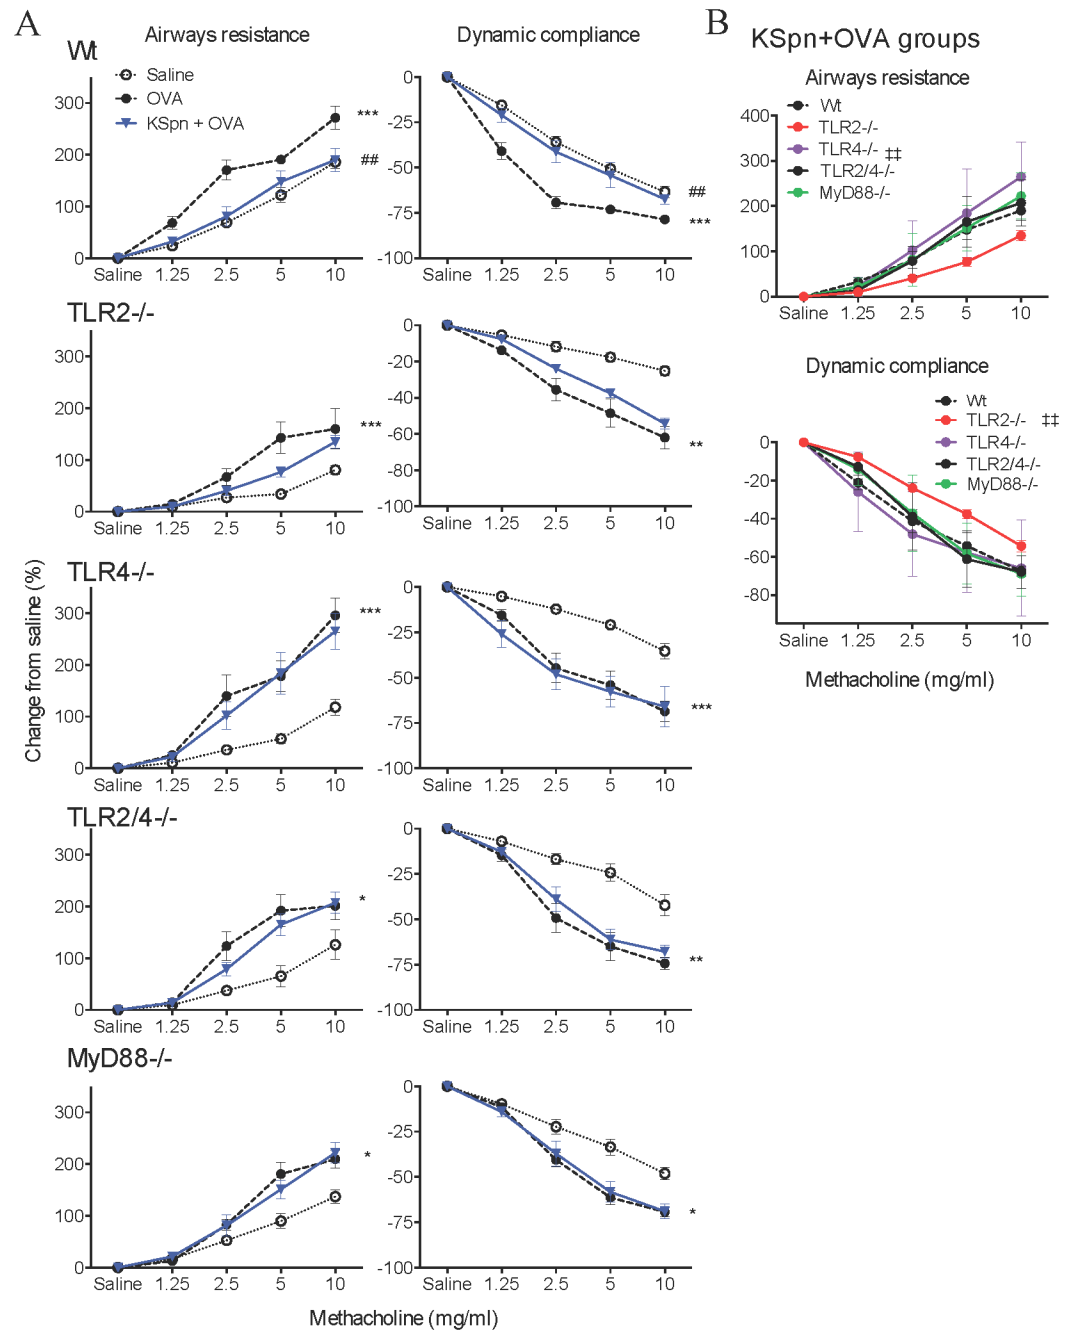 A
Airways resistance
Dynamic compliance
Wt
Saline
OVA
KSpn + OVA
300
200
100
0
Saline 1.25 2.5 5 10
***
##
0
-25
-50
-75
-100
Saline 1.25 2.5 5 10
##
***
TLR2-/-
300
200
100
0
Saline 1.25 2.5 5 10
***
0
-20
-40
-60
-80
-100
Saline 1.25 2.5 5 10
**
TLR4-/-
300
200
100
0
Saline 1.25 2.5 5 10
***
0
-25
-50
-75
-100
Saline 1.25 2.5 5 10
***
Change from saline (%)
TLR2/4-/-
300
200
100
0
Saline 1.25 2.5 5 10
*
0
-25
-50
-75
-100
Saline 1.25 2.5 5 10
**
MyD88-/-
300
200
100
0
Saline 1.25 2.5 5 10
*
0
-25
-50
-75
-100
Saline 1.25 2.5 5 10
*
Methacholine (mg/ml)
B
KSpn+OVA groups
Airways resistance
Wt
TLR2-/-
TLR4-/- ‡‡
TLR2/4-/-
MyD88-/-
400
300
200
100
0
Saline 1.25 2.5 5 10
Dynamic compliance
Wt
TLR2-/- ‡‡
TLR4-/-
TLR2/4-/-
MyD88-/-
0
-20
-40
-60
-80
Saline 1.25 2.5 5 10
Methacholine (mg/ml)